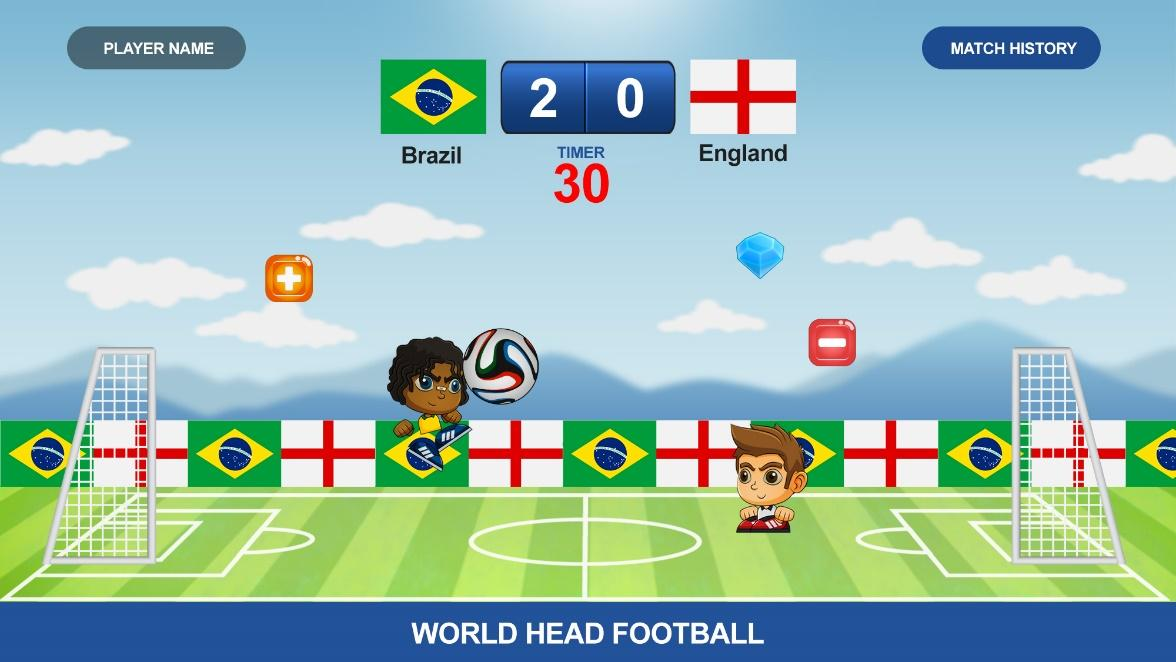 PLAYER NAME
MATCH HISTORY
2 0
Brazil
England
TIMER
30
WORLD HEAD FOOTBALL